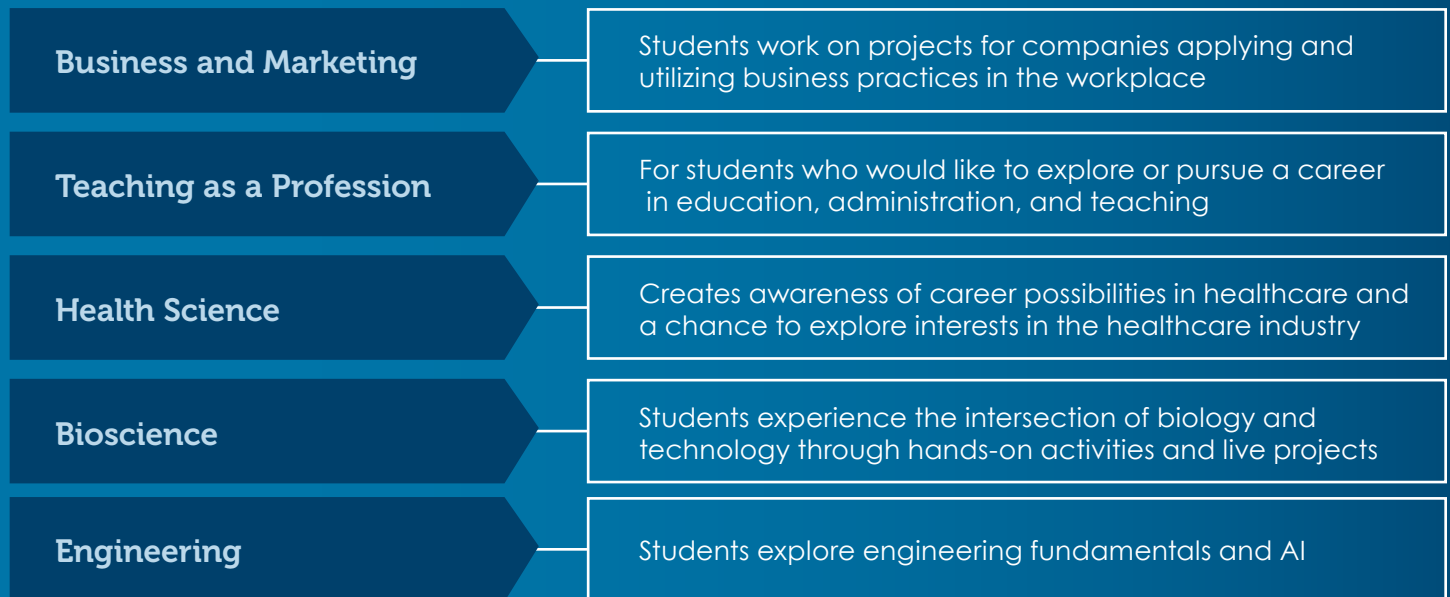 Business and Marketing
Students work on projects for companies applying and
utilizing business practices in the workplace
Teaching as a Profession
For students who would like to explore or pursue a career
in education, administration, and teaching
Health Science
Creates awareness of career possibilities in healthcare and
a chance to explore interests in the healthcare industry
Bioscience
Students experience the intersection of biology and
technology through hands-on activities and live projects
Engineering
Students explore engineering fundamentals and AI